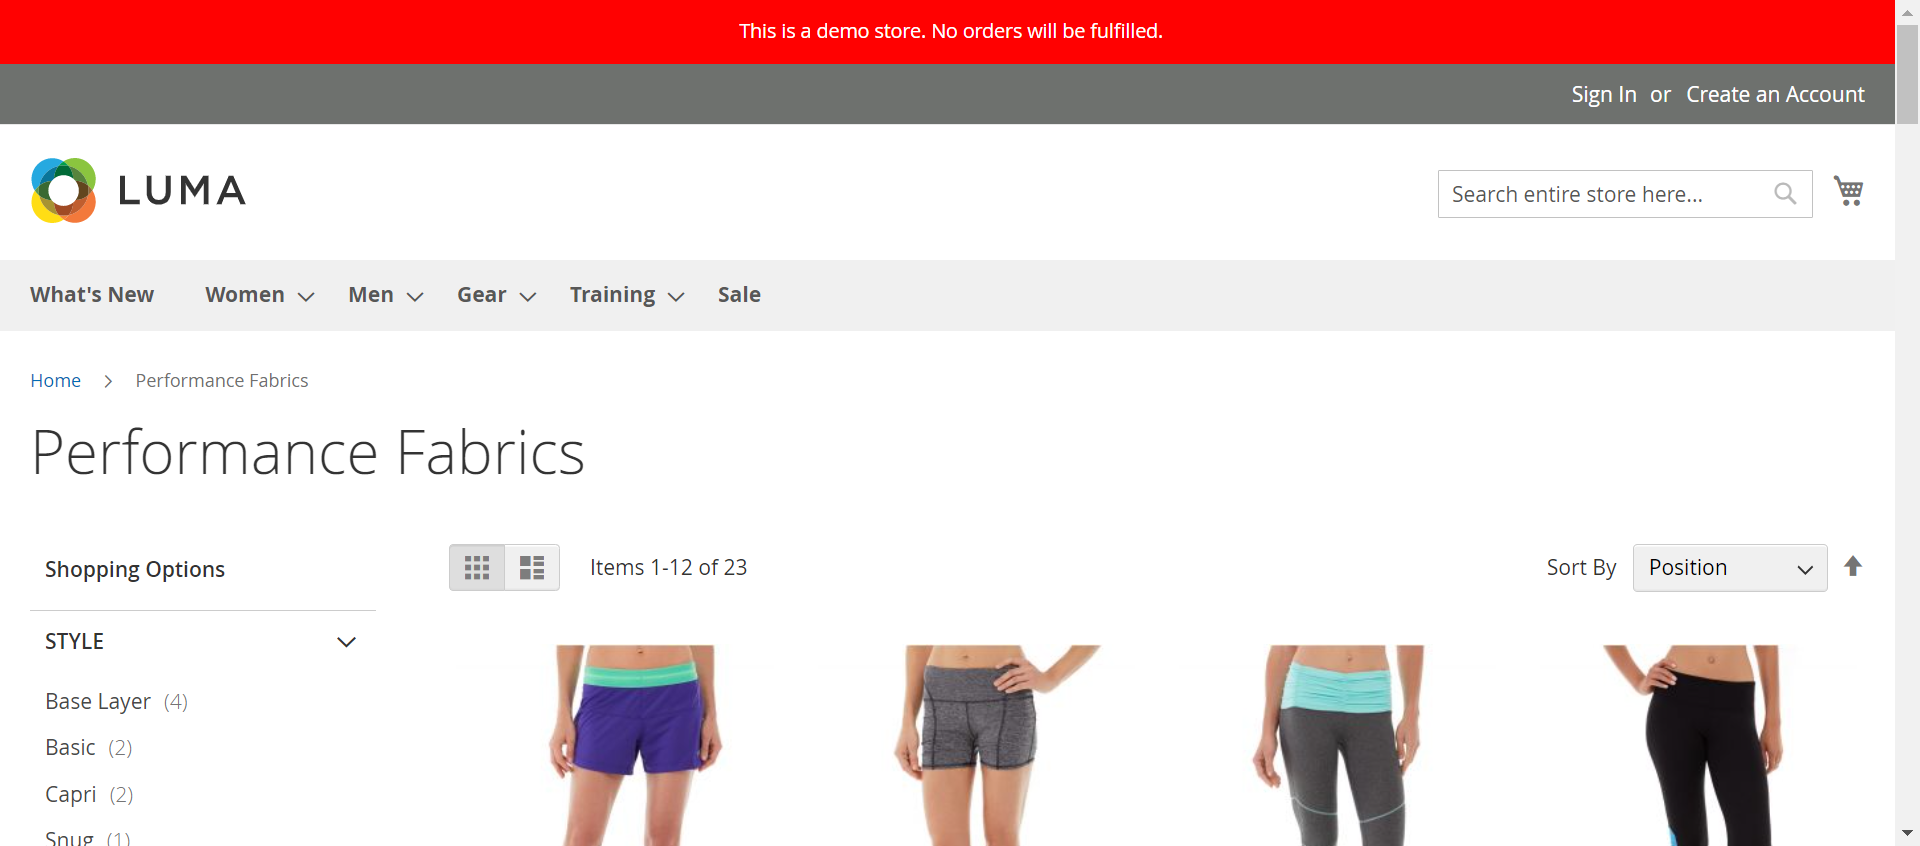 This is a demo store. No orders will be fulfilled.
Sign In or Create an Account
LUMA
Search entire store here...
What's New Women Men Gear Training Sale
Home Performance Fabrics
Performance Fabrics
Shopping Options
Items 1-12 of 23
Sort By Position
STYLE
Base Layer (4)
Basic (2)
Capri (2)
Snug (1)